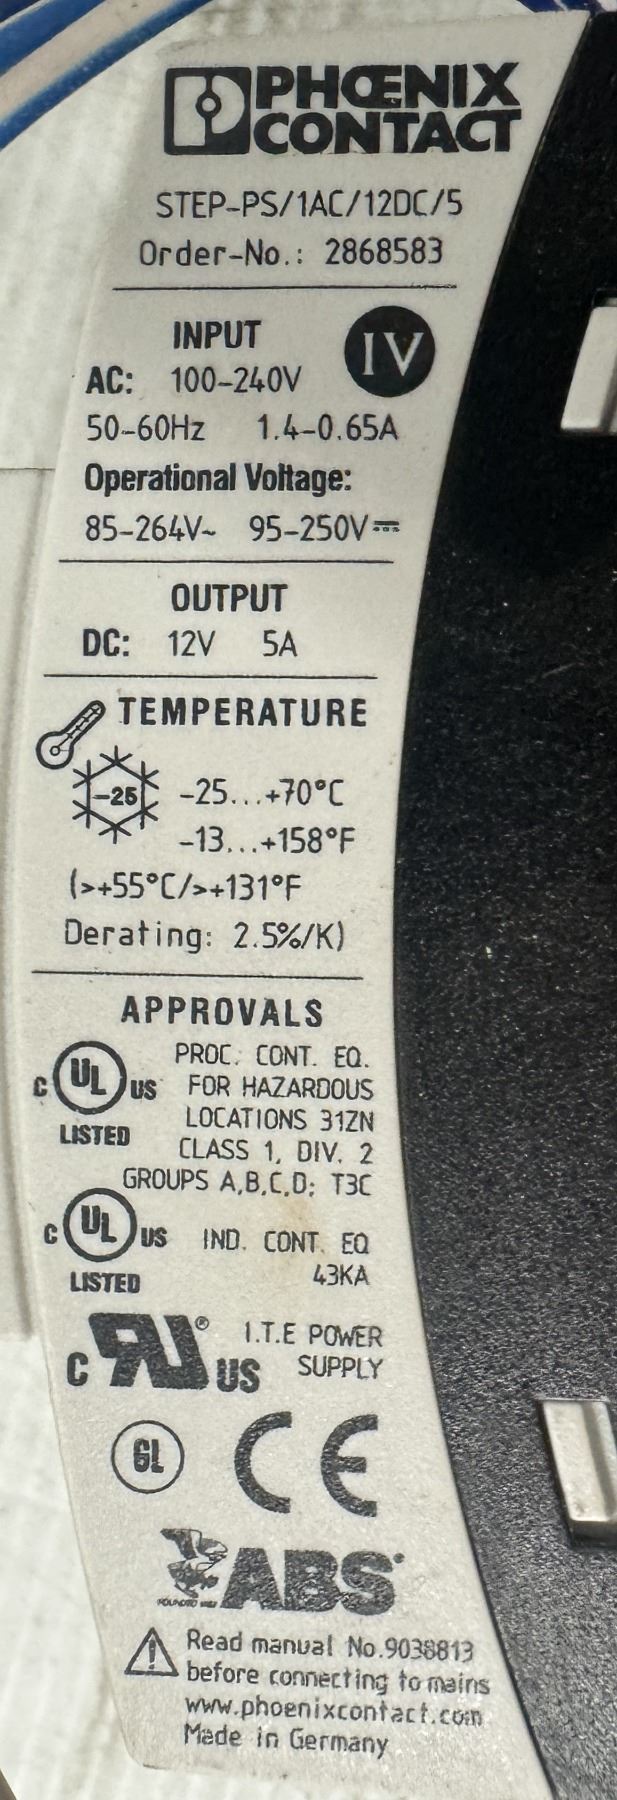 PHŒNIX
CONTACT
STEP-PS/1AC/12DC/5
Order-No.: 2868583
INPUT
IV
AC: 100-240V
50-60Hz 1.4-0.65A
Operational Voltage:
85-264V~ 95-250V⎓
OUTPUT
DC: 12V 5A
TEMPERATURE
-25
-25...+70°C
-13...+158°F
(>+55°C/>+131°F
Derating: 2.5%/K)
APPROVALS
C UL US LISTED
PROC. CONT. EQ.
FOR HAZARDOUS
LOCATIONS 31ZN
CLASS 1, DIV. 2
GROUPS A,B,C,D; T3C
C UL US LISTED
IND. CONT. EQ
43KA
C RU® US
I.T.E POWER
SUPPLY
GL CE
ABS
Read manual No.9038813
before connecting to mains
www.phoenixcontact.com
Made in Germany